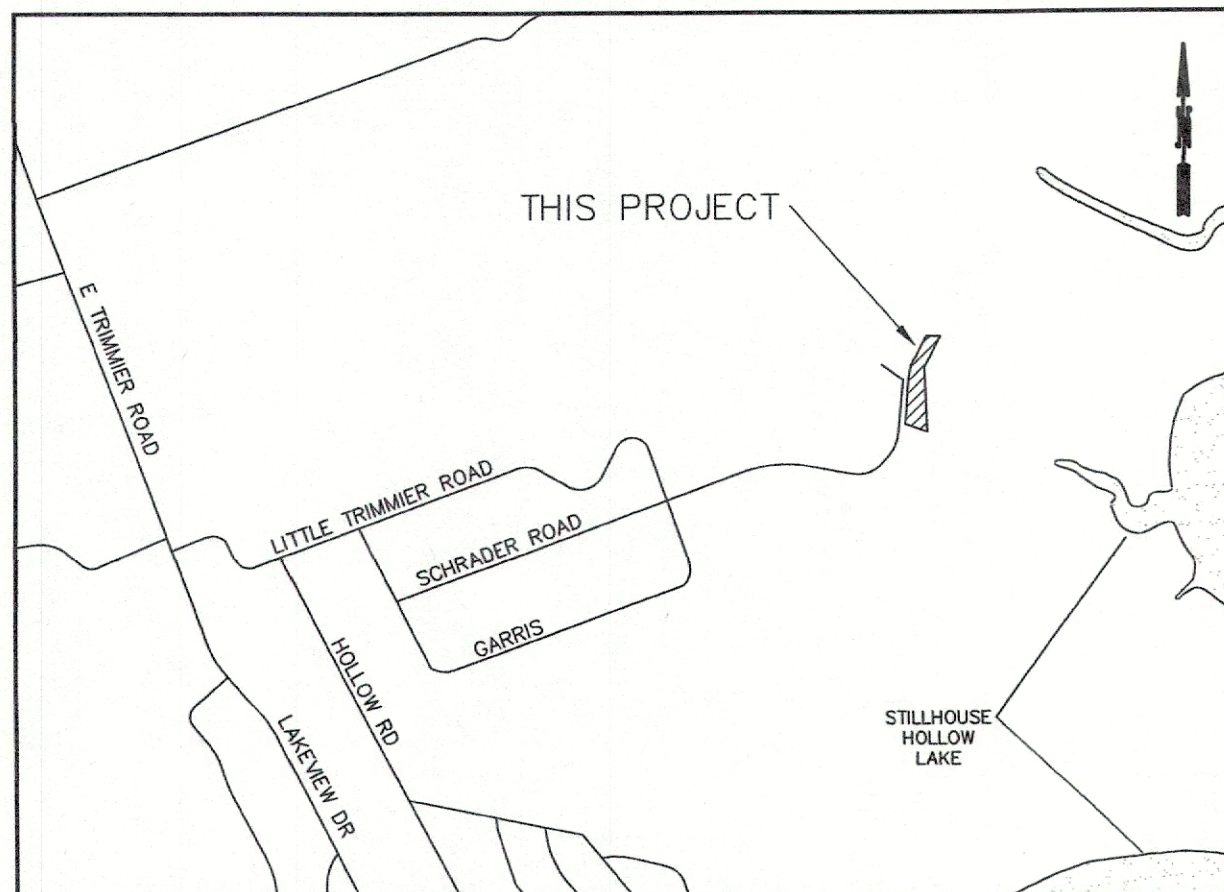 N
THIS PROJECT
E TRIMMIER ROAD
LITTLE TRIMMIER ROAD
SCHRADER ROAD
GARRIS
HOLLOW RD
LAKEVIEW DR
STILLHOUSE
HOLLOW
LAKE